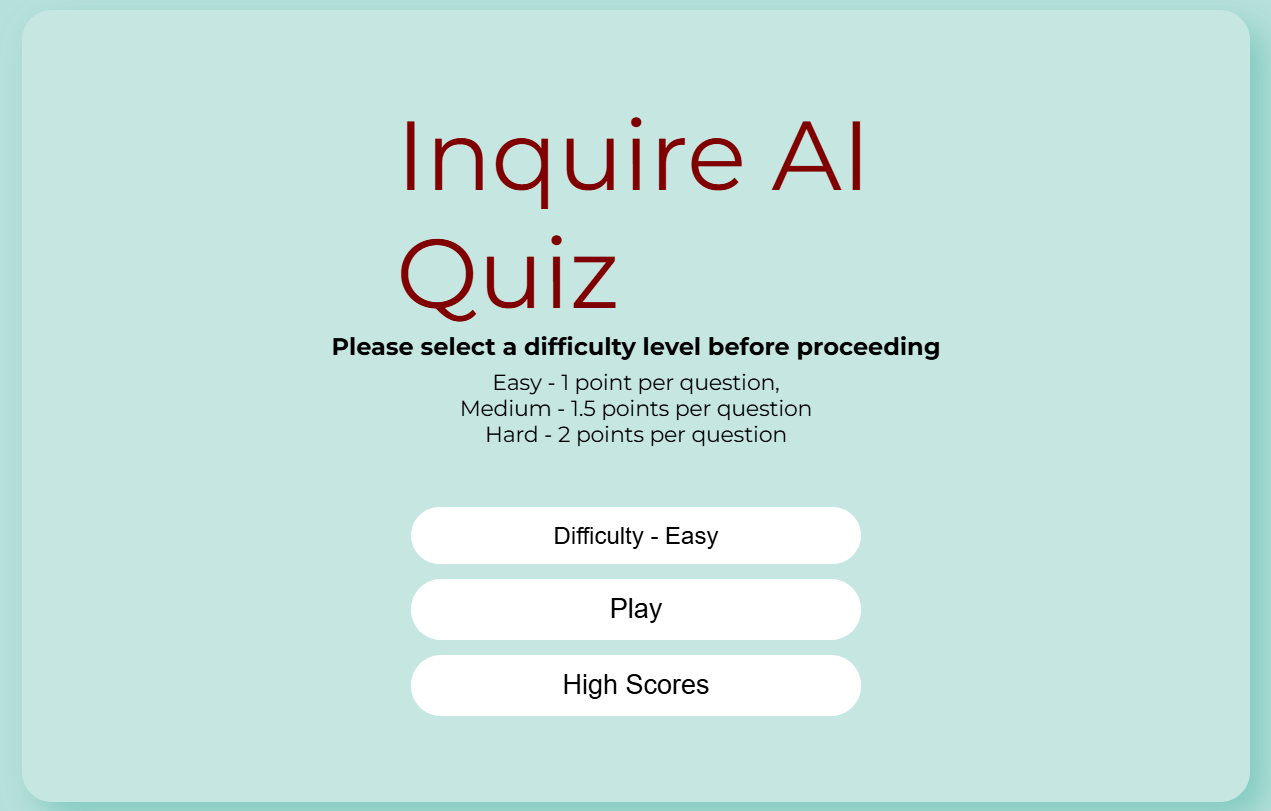 Inquire AI
Quiz
Please select a difficulty level before proceeding
Easy - 1 point per question,
Medium - 1.5 points per question
Hard - 2 points per question
Difficulty - Easy
Play
High Scores